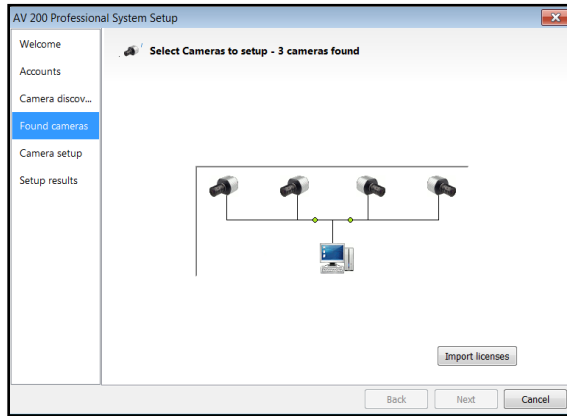 AV 200 Professional System Setup
Welcome
Accounts
Camera discov...
Found cameras
Camera setup
Setup results
Select Cameras to setup - 3 cameras found
Import licenses
Back
Next
Cancel